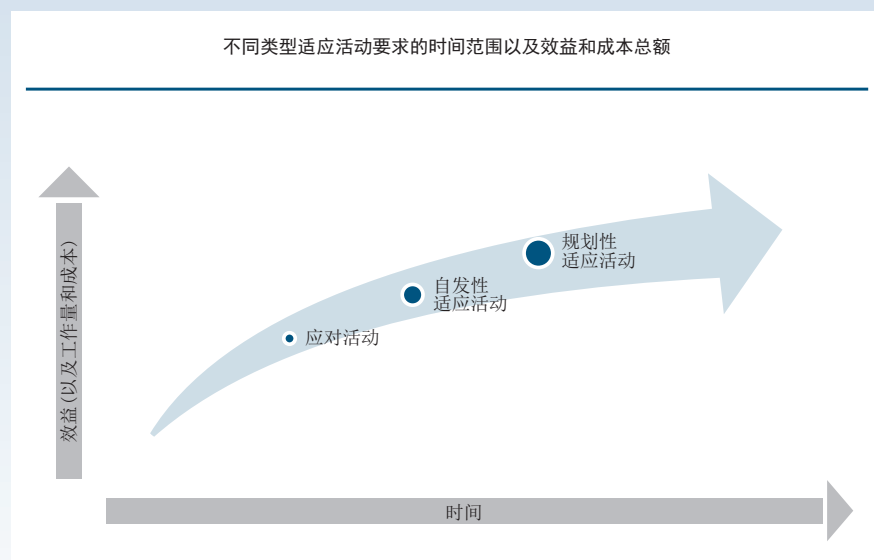 不同类型适应活动要求的时间范围以及效益和成本总额
规划性
适应活动
自发性
适应活动
应对活动
效益(以及工作量和成本)
时间